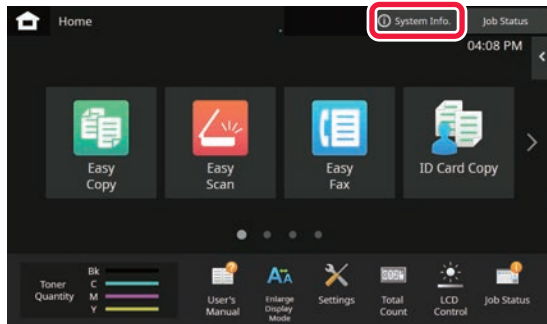 Home
System Info.
Job Status
04:08 PM
Easy
Copy
Easy
Scan
Easy
Fax
ID Card Copy
Toner
Quantity
Bk
C
M
Y
User's
Manual
Enlarge
Display
Mode
Settings
Total
Count
LCD
Control
Job Status